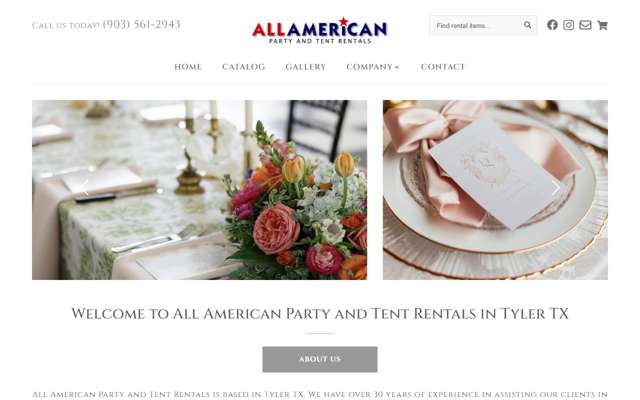 Call us today! (903) 561-2943
ALL AMERICAN
PARTY AND TENT RENTALS
Find rental items...
HOME CATALOG GALLERY COMPANY CONTACT
Welcome to All American Party and Tent Rentals in Tyler TX
ABOUT US
All American Party and Tent Rentals is based in Tyler TX. We have over 30 years of experience in assisting our clients in